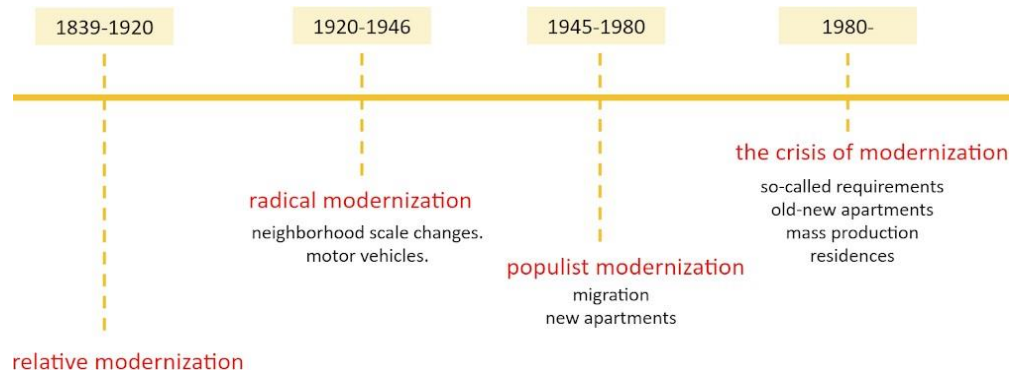 1839-1920
1920-1946
1945-1980
1980-
the crisis of modernization
so-called requirements
old-new apartments
mass production
residences
radical modernization
neighborhood scale changes.
motor vehicles.
populist modernization
migration
new apartments
relative modernization